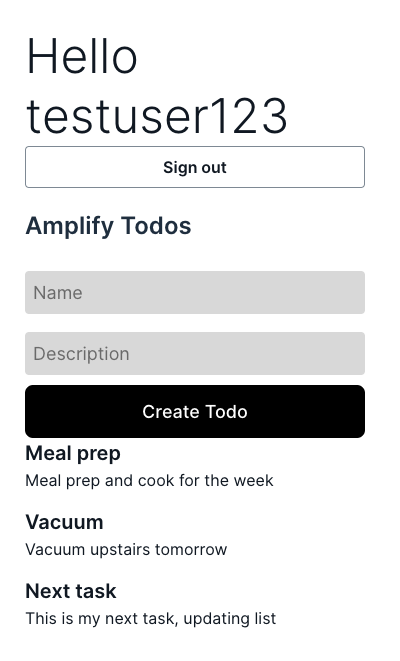 Hello
testuser123
Sign out
Amplify Todos
Name
Description
Create Todo
Meal prep
Meal prep and cook for the week
Vacuum
Vacuum upstairs tomorrow
Next task
This is my next task, updating list